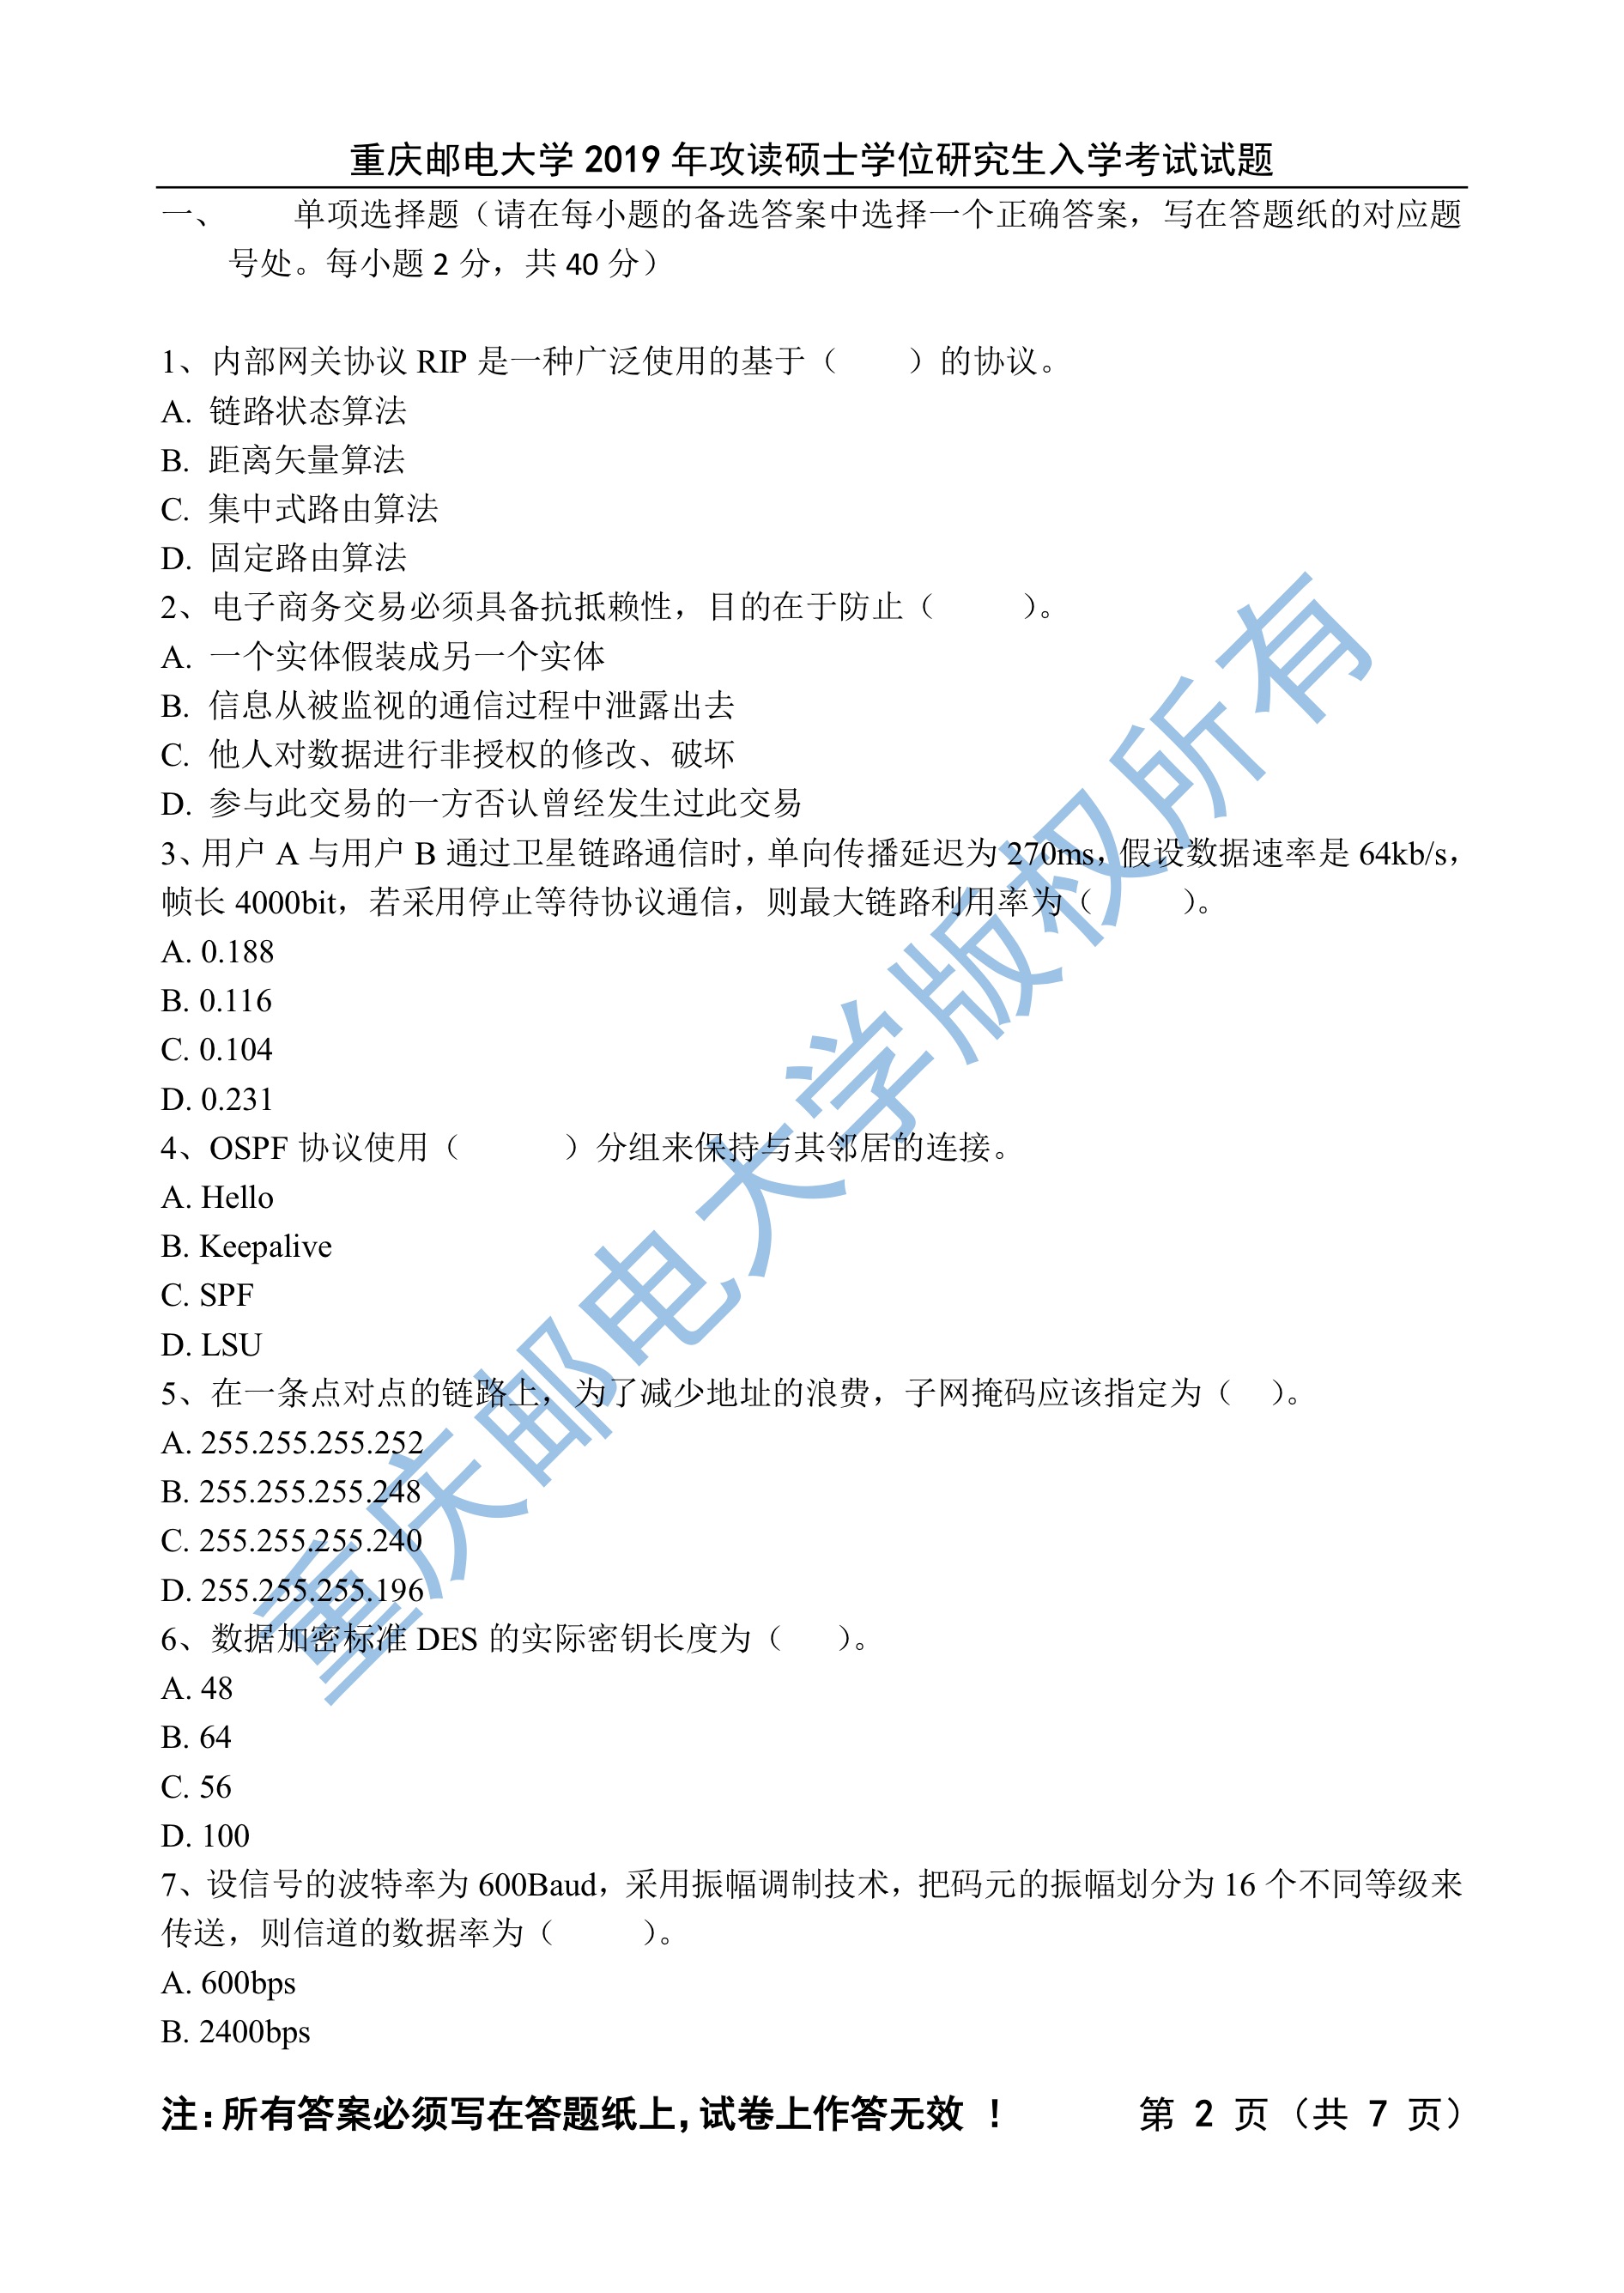 重庆邮电大学 2019 年攻读硕士学位研究生入学考试试题
一、 单项选择题（请在每小题的备选答案中选择一个正确答案，写在答题纸的对应题
号处。每小题 2 分，共 40 分）
1、内部网关协议 RIP 是一种广泛使用的基于（ ）的协议。
A. 链路状态算法
B. 距离矢量算法
C. 集中式路由算法
D. 固定路由算法
2、电子商务交易必须具备抗抵赖性，目的在于防止（ ）。
A. 一个实体假装成另一个实体
B. 信息从被监视的通信过程中泄露出去
C. 他人对数据进行非授权的修改、破坏
D. 参与此交易的一方否认曾经发生过此交易
3、用户 A 与用户 B 通过卫星链路通信时，单向传播延迟为 270ms，假设数据速率是 64kb/s，
帧长 4000bit，若采用停止等待协议通信，则最大链路利用率为（ ）。
A. 0.188
B. 0.116
C. 0.104
D. 0.231
4、OSPF 协议使用（ ）分组来保持与其邻居的连接。
A. Hello
B. Keepalive
C. SPF
D. LSU
5、在一条点对点的链路上，为了减少地址的浪费，子网掩码应该指定为（ ）。
A. 255.255.255.252
B. 255.255.255.248
C. 255.255.255.240
D. 255.255.255.196
6、数据加密标准 DES 的实际密钥长度为（ ）。
A. 48
B. 64
C. 56
D. 100
7、设信号的波特率为 600Baud，采用振幅调制技术，把码元的振幅划分为 16 个不同等级来
传送，则信道的数据率为（ ）。
A. 600bps
B. 2400bps
注：所有答案必须写在答题纸上，试卷上作答无效 ！ 第 2 页（共 7 页）
重庆邮电大学版权所有